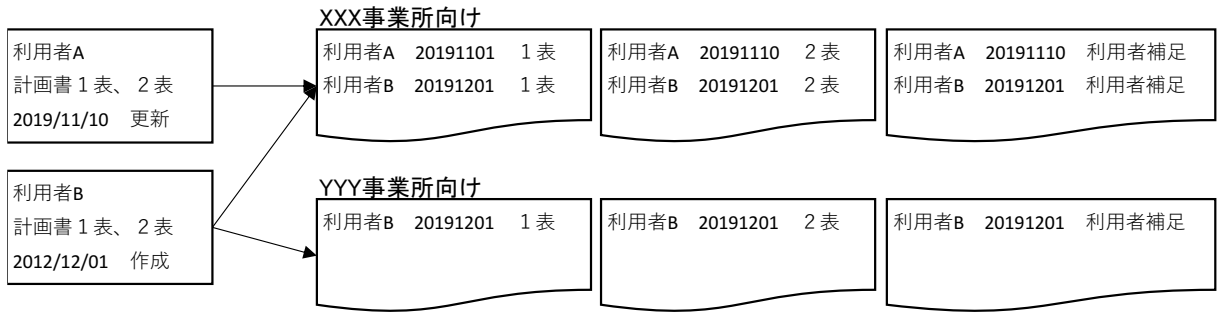 XXX事業所向け
利用者A
計画書１表、２表
2019/11/10　更新
利用者A　20191101　１表
利用者B　20191201　１表
利用者A　20191110　２表
利用者B　20191201　２表
利用者A　20191110　利用者補足
利用者B　20191201　利用者補足
YYY事業所向け
利用者B
計画書１表、２表
2012/12/01　作成
利用者B　20191201　１表
利用者B　20191201　２表
利用者B　20191201　利用者補足